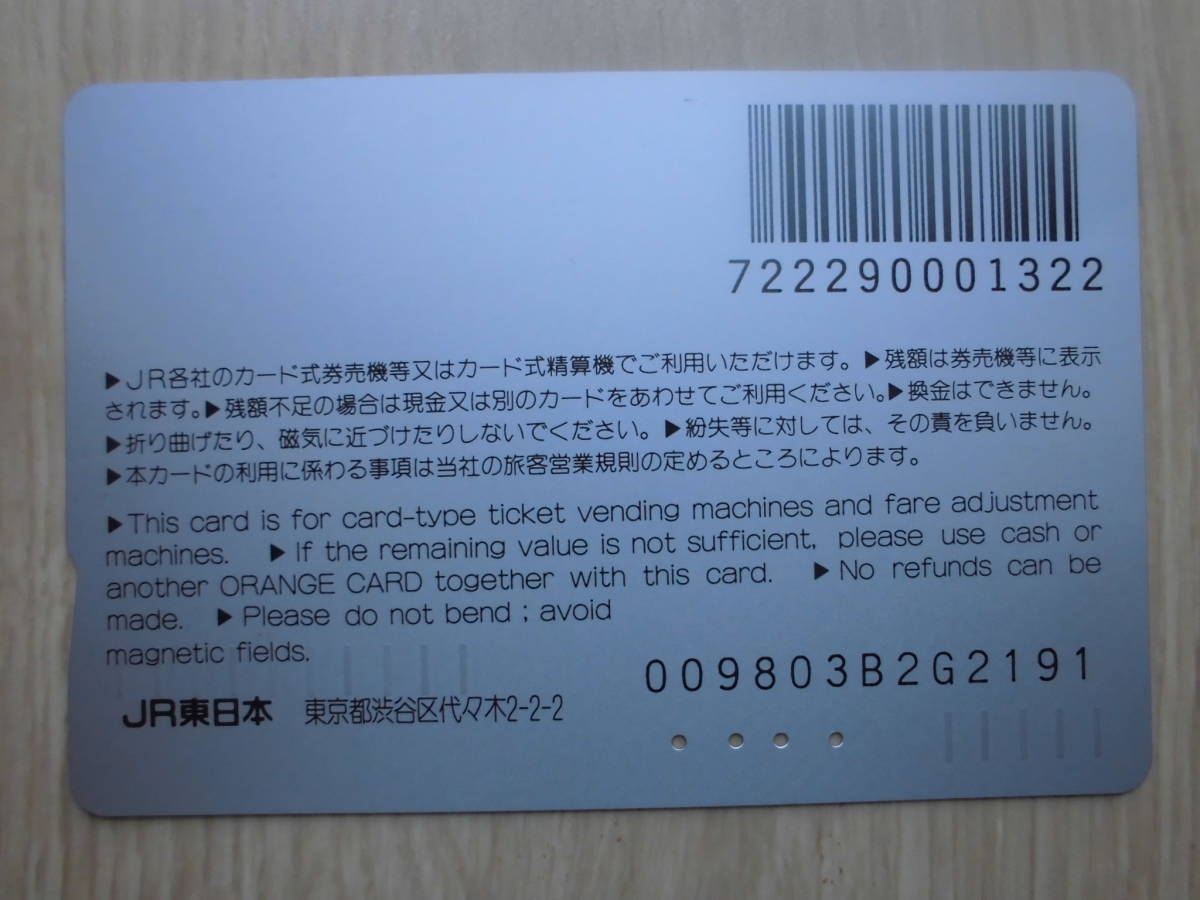 722290001322
▶JR各社のカード式券売機等又はカード式精算機でご利用いただけます。▶残額は券売機等に表示
されます。▶残額不足の場合は現金又は別のカードをあわせてご利用ください。▶換金はできません。
▶折り曲げたり、磁気に近づけたりしないでください。▶紛失等に対しては、その責を負いません。
▶本カードの利用に係わる事項は当社の旅客営業規則の定めるところによります。
▶This card is for card-type ticket vending machines and fare adjustment
machines. ▶If the remaining value is not sufficient, please use cash or
another ORANGE CARD together with this card. ▶No refunds can be
made. ▶Please do not bend ; avoid
magnetic fields.
009803B2G2191
JR東日本 東京都渋谷区代々木2-2-2